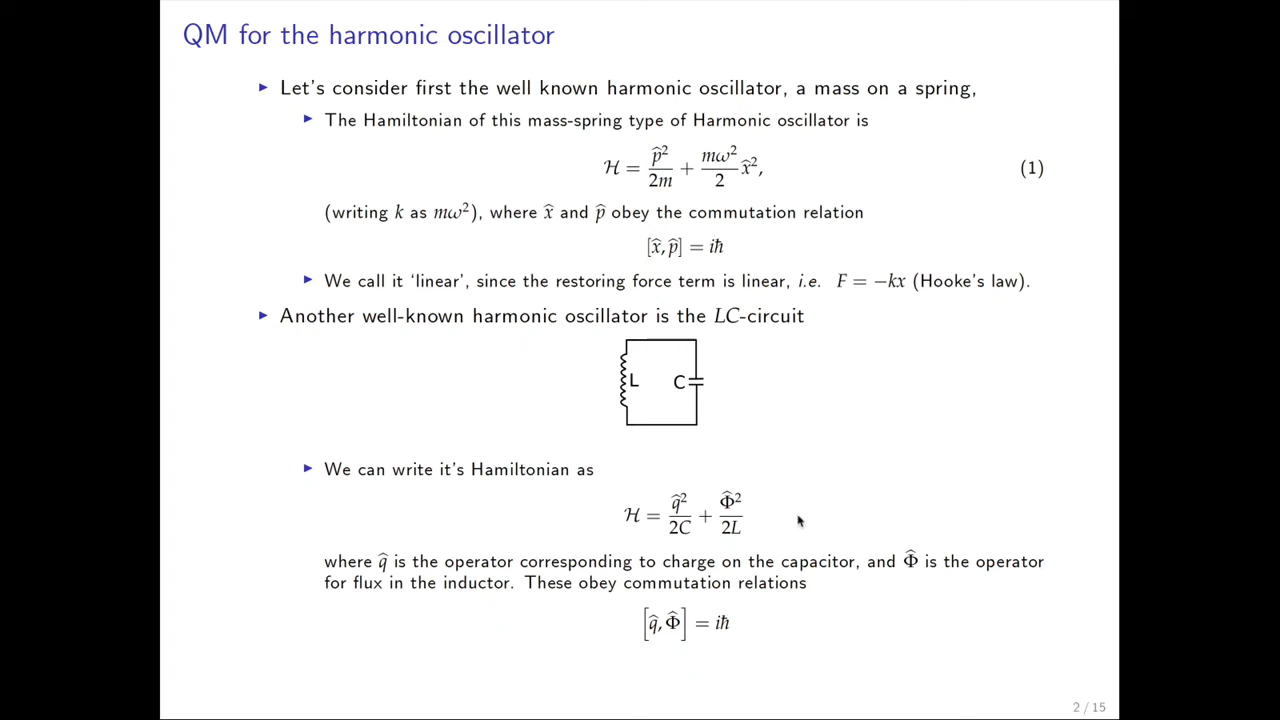 QM for the harmonic oscillator
▶ Let's consider first the well known harmonic oscillator, a mass on a spring,
▶ The Hamiltonian of this mass-spring type of Harmonic oscillator is
ℋ = p̂²/2m + mω²/2 x̂², (1)
(writing k as mω²), where x̂ and p̂ obey the commutation relation
[x̂, p̂] = iħ
▶ We call it ‘linear’, since the restoring force term is linear, i.e. F = −kx (Hooke's law).
▶ Another well-known harmonic oscillator is the LC-circuit
L C
▶ We can write it's Hamiltonian as
ℋ = q̂²/2C + Φ̂²/2L
where q̂ is the operator corresponding to charge on the capacitor, and Φ̂ is the operator
for flux in the inductor. These obey commutation relations
[q̂, Φ̂] = iħ
2 / 15